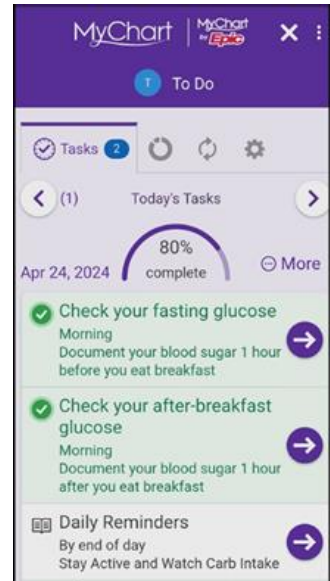 MyChart MyChart by Epic
T To Do
Tasks 2
(1) Today's Tasks
80%
complete
Apr 24, 2024
More
Check your fasting glucose
Morning
Document your blood sugar 1 hour
before you eat breakfast
Check your after-breakfast
glucose
Morning
Document your blood sugar 1 hour
after you eat breakfast
Daily Reminders
By end of day
Stay Active and Watch Carb Intake